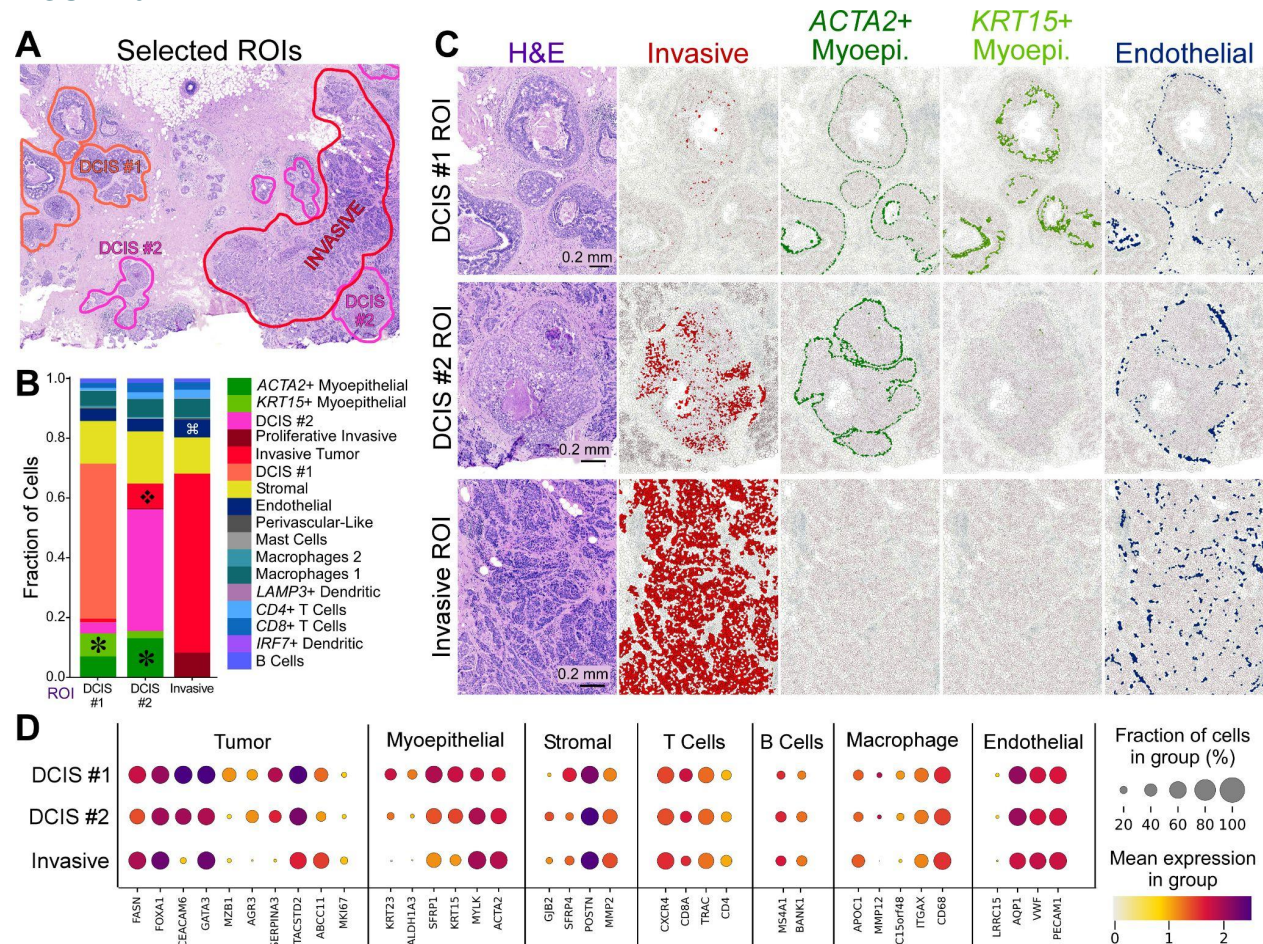 A
Selected ROIs
DCIS #1
DCIS #2
INVASIVE
DCIS
#2
B
1.0
0.8
0.6
0.4
0.2
0.0
Fraction of Cells
ROI
DCIS
#1
DCIS
#2
Invasive
ACTA2+ Myoepithelial
KRT15+ Myoepithelial
DCIS #2
Proliferative Invasive
Invasive Tumor
DCIS #1
Stromal
Endothelial
Perivascular-Like
Mast Cells
Macrophages 2
Macrophages 1
LAMP3+ Dendritic
CD4+ T Cells
CD8+ T Cells
IRF7+ Dendritic
B Cells
C
H&E
Invasive
ACTA2+
Myoepi.
KRT15+
Myoepi.
Endothelial
DCIS #1 ROI
0.2 mm
DCIS #2 ROI
0.2 mm
Invasive ROI
0.2 mm
D
Tumor
Myoepithelial
Stromal
T Cells
B Cells
Macrophage
Endothelial
DCIS #1
DCIS #2
Invasive
FASN
FOXA1
CEACAM6
GATA3
MZB1
AGR3
SERPINA3
TACSTD2
ABCC11
MKI67
KRT23
ALDH1A3
SFRP1
KRT15
MYLK
ACTA2
GJB2
SFRP4
POSTN
MMP2
CXCR4
CD8A
TRAC
CD4
MS4A1
BANK1
APOC1
MMP12
C15orf48
ITGAX
CD68
LRRC15
AQP1
VWF
PECAM1
Fraction of cells
in group (%)
20 40 60 80 100
Mean expression
in group
0 1 2